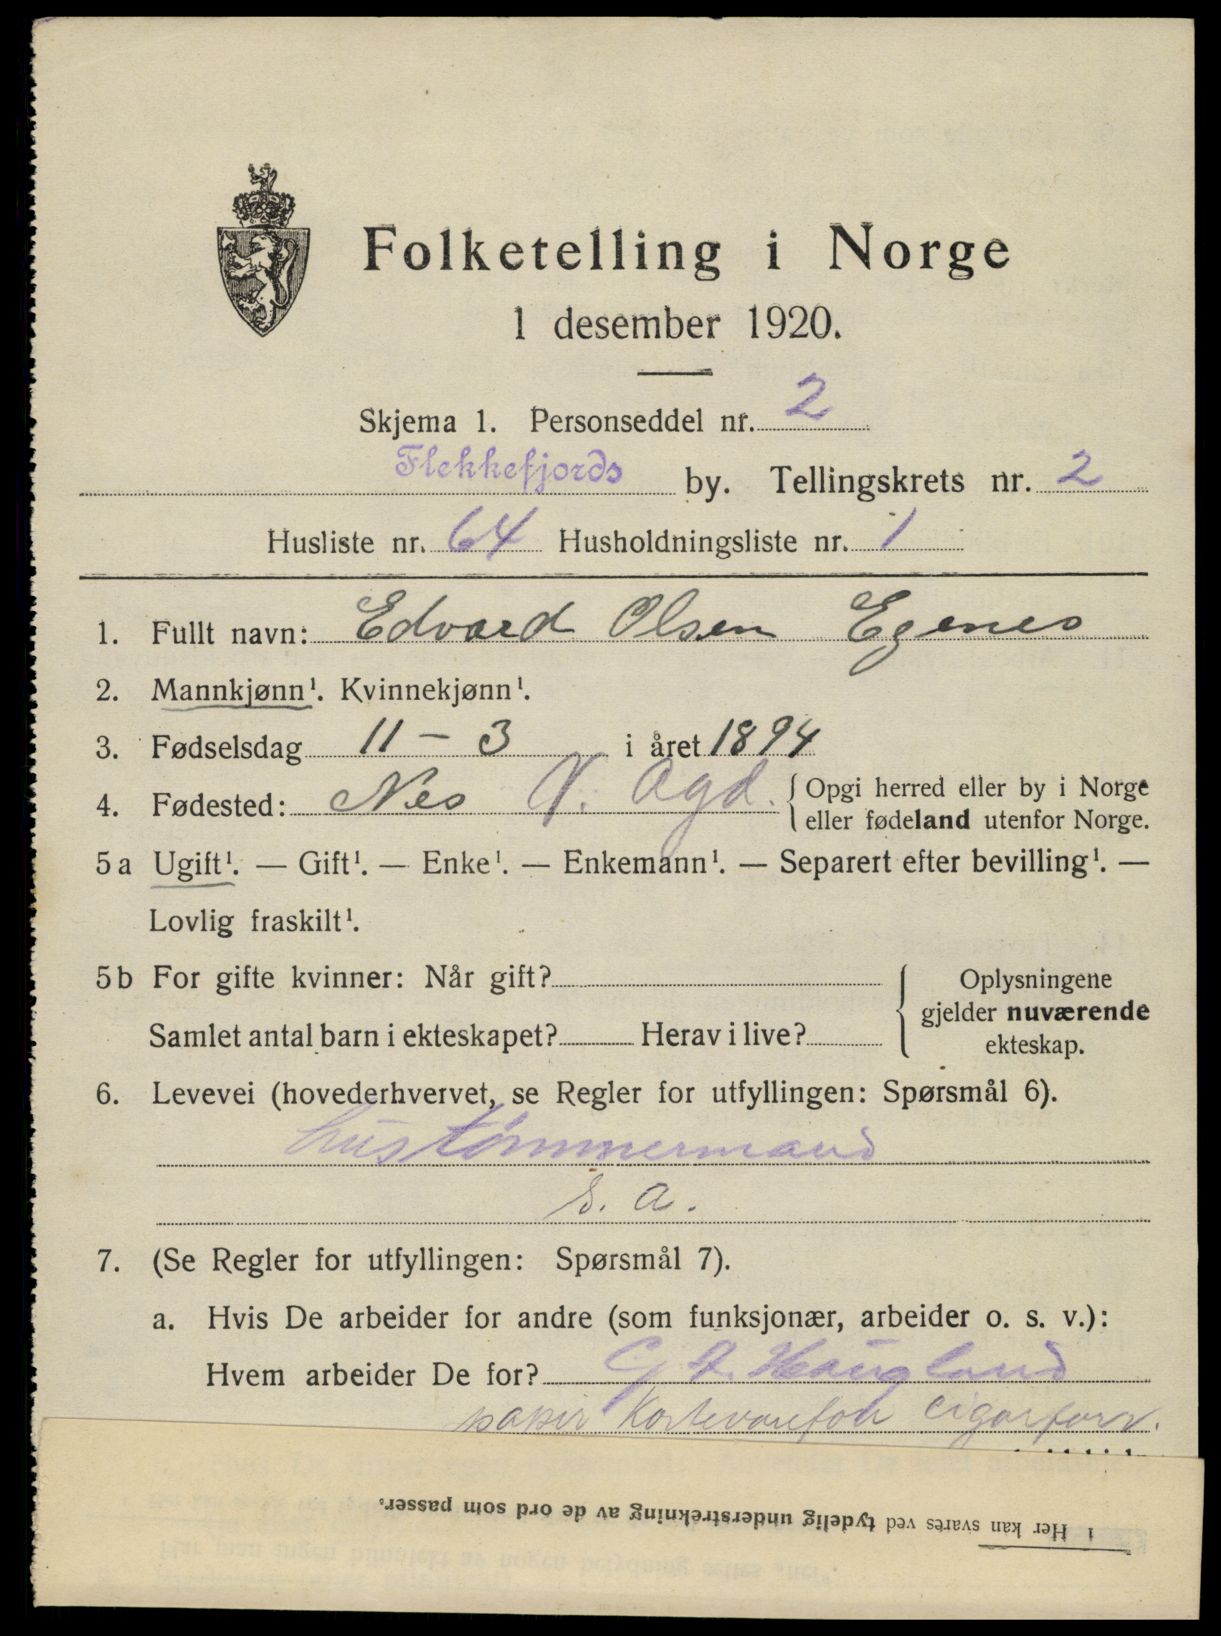 Folketelling i Norge
1 desember 1920.
Skjema 1. Personseddel nr. 2
Flekkefjords by. Tellingskrets nr. 2
Husliste nr. 64 Husholdningsliste nr. 1
1. Fullt navn: Edvard Olsen Egenes
2. Mannkjønn¹. Kvinnekjønn¹.
3. Fødselsdag 11-3 i året 1894
4. Fødested: Nes V. Agd. {Opgi herred eller by i Norge
eller fødeland utenfor Norge.
5a Ugift¹. — Gift¹. — Enke¹. — Enkemann¹. — Separert efter bevilling¹. —
Lovlig fraskilt¹.
5b For gifte kvinner: Når gift? { Oplysningene
gjelder nuværende
Samlet antal barn i ekteskapet? Herav i live?
ekteskap.
6. Levevei (hovederhvervet, se Regler for utfyllingen: Spørsmål 6).
hustømmermand
s. a.
7. (Se Regler for utfyllingen: Spørsmål 7).
a. Hvis De arbeider for andre (som funksjonær, arbeider o. s. v.):
Hvem arbeider De for? Haugland
papir
1 Her kan svares ved tydelig understrekning av de ord som passer.